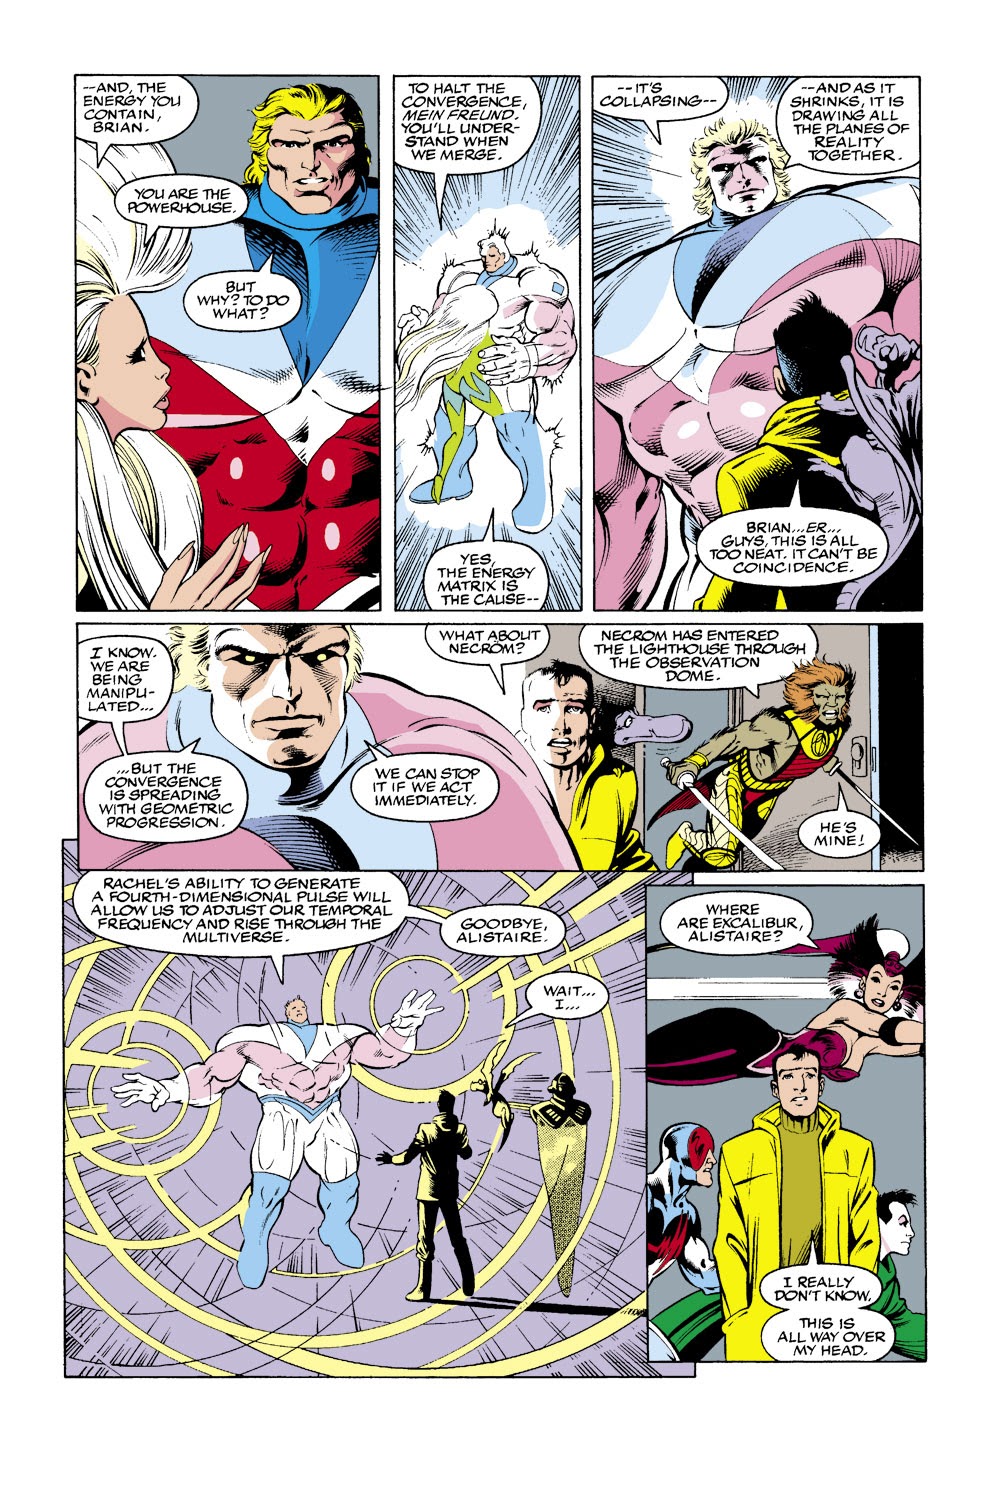 --AND, THE
ENERGY YOU
CONTAIN,
BRIAN.
YOU ARE THE
POWERHOUSE.
BUT
WHY? TO DO
WHAT?
TO HALT THE
CONVERGENCE,
MEIN FREUND.
YOU'LL UNDER-
STAND WHEN
WE MERGE.
YES,
THE ENERGY
MATRIX IS
THE CAUSE--
--IT'S
COLLAPSING--
--AND AS IT
SHRINKS, IT IS
DRAWING ALL
THE PLANES OF
REALITY
TOGETHER.
BRIAN...ER...
GUYS, THIS IS ALL
TOO NEAT. IT CAN'T BE
COINCIDENCE.
I KNOW.
WE ARE
BEING
MANIPU-
LATED...
...BUT THE
CONVERGENCE
IS SPREADING
WITH GEOMETRIC
PROGRESSION.
WE CAN STOP
IT IF WE ACT
IMMEDIATELY.
WHAT ABOUT
NECROM?
NECROM HAS ENTERED
THE LIGHTHOUSE THROUGH
THE OBSERVATION
DOME.
HE'S
MINE!
RACHEL'S ABILITY TO GENERATE
A FOURTH-DIMENSIONAL PULSE WILL
ALLOW US TO ADJUST OUR TEMPORAL
FREQUENCY AND RISE THROUGH THE
MULTIVERSE.
GOODBYE,
ALISTAIRE.
WAIT...
I...
WHERE
ARE EXCALIBUR,
ALISTAIRE?
I REALLY
DON'T KNOW.
THIS IS
ALL WAY OVER
MY HEAD.